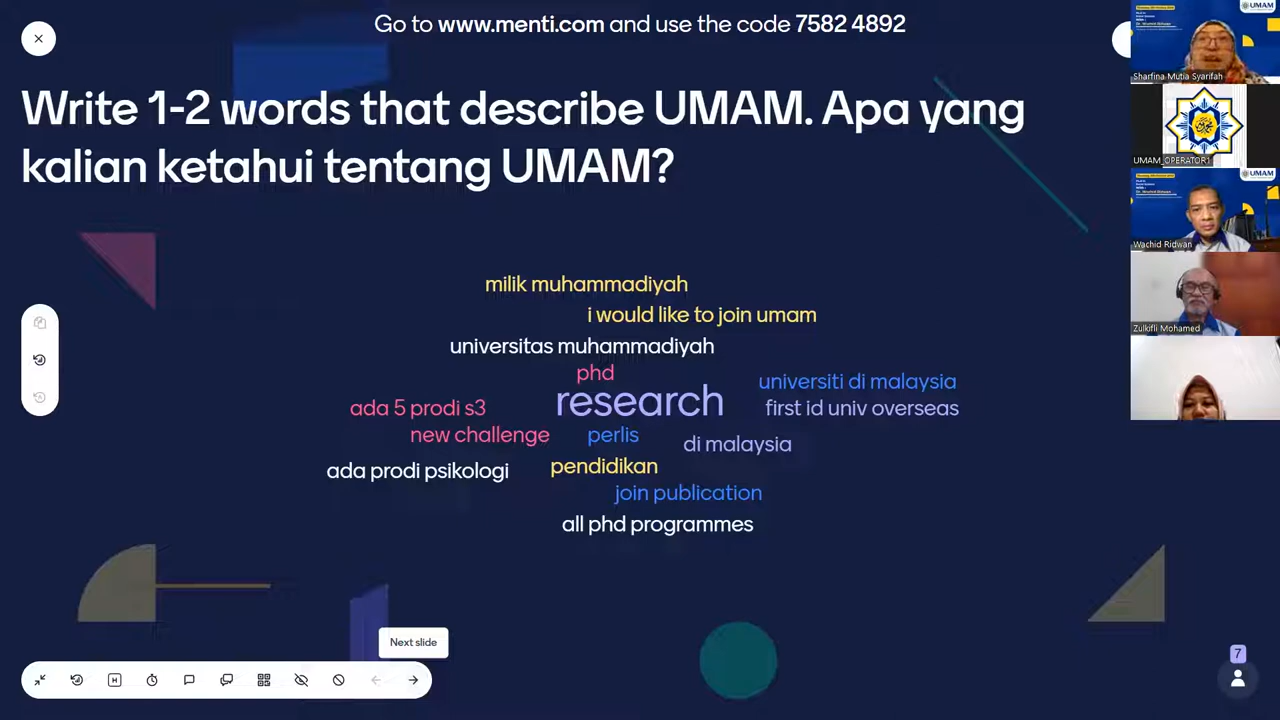 Go to www.menti.com and use the code 7582 4892
Write 1-2 words that describe UMAM. Apa yang
kalian ketahui tentang UMAM?
milik muhammadiyah
i would like to join umam
universitas muhammadiyah
phd
universiti di malaysia
research
ada 5 prodi s3
first id univ overseas
new challenge
perlis
di malaysia
pendidikan
ada prodi psikologi
join publication
all phd programmes
Next slide
7
UMAM
Sharfina Mutia Syarifah
UMAM_OPERATOR1
UMAM
Wachid Ridwan
Zulkifli Mohamed